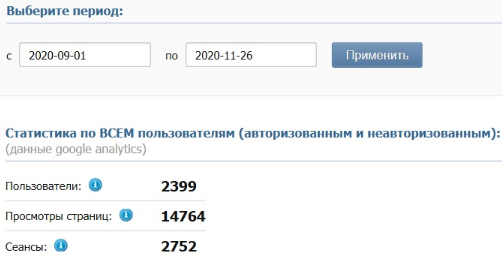 Выберите период:
с 2020-09-01 по 2020-11-26 Применить
Статистика по ВСЕМ пользователям (авторизованным и неавторизованным):
(данные google analytics)
Пользователи: i 2399
Просмотры страниц: i 14764
Сеансы: i 2752